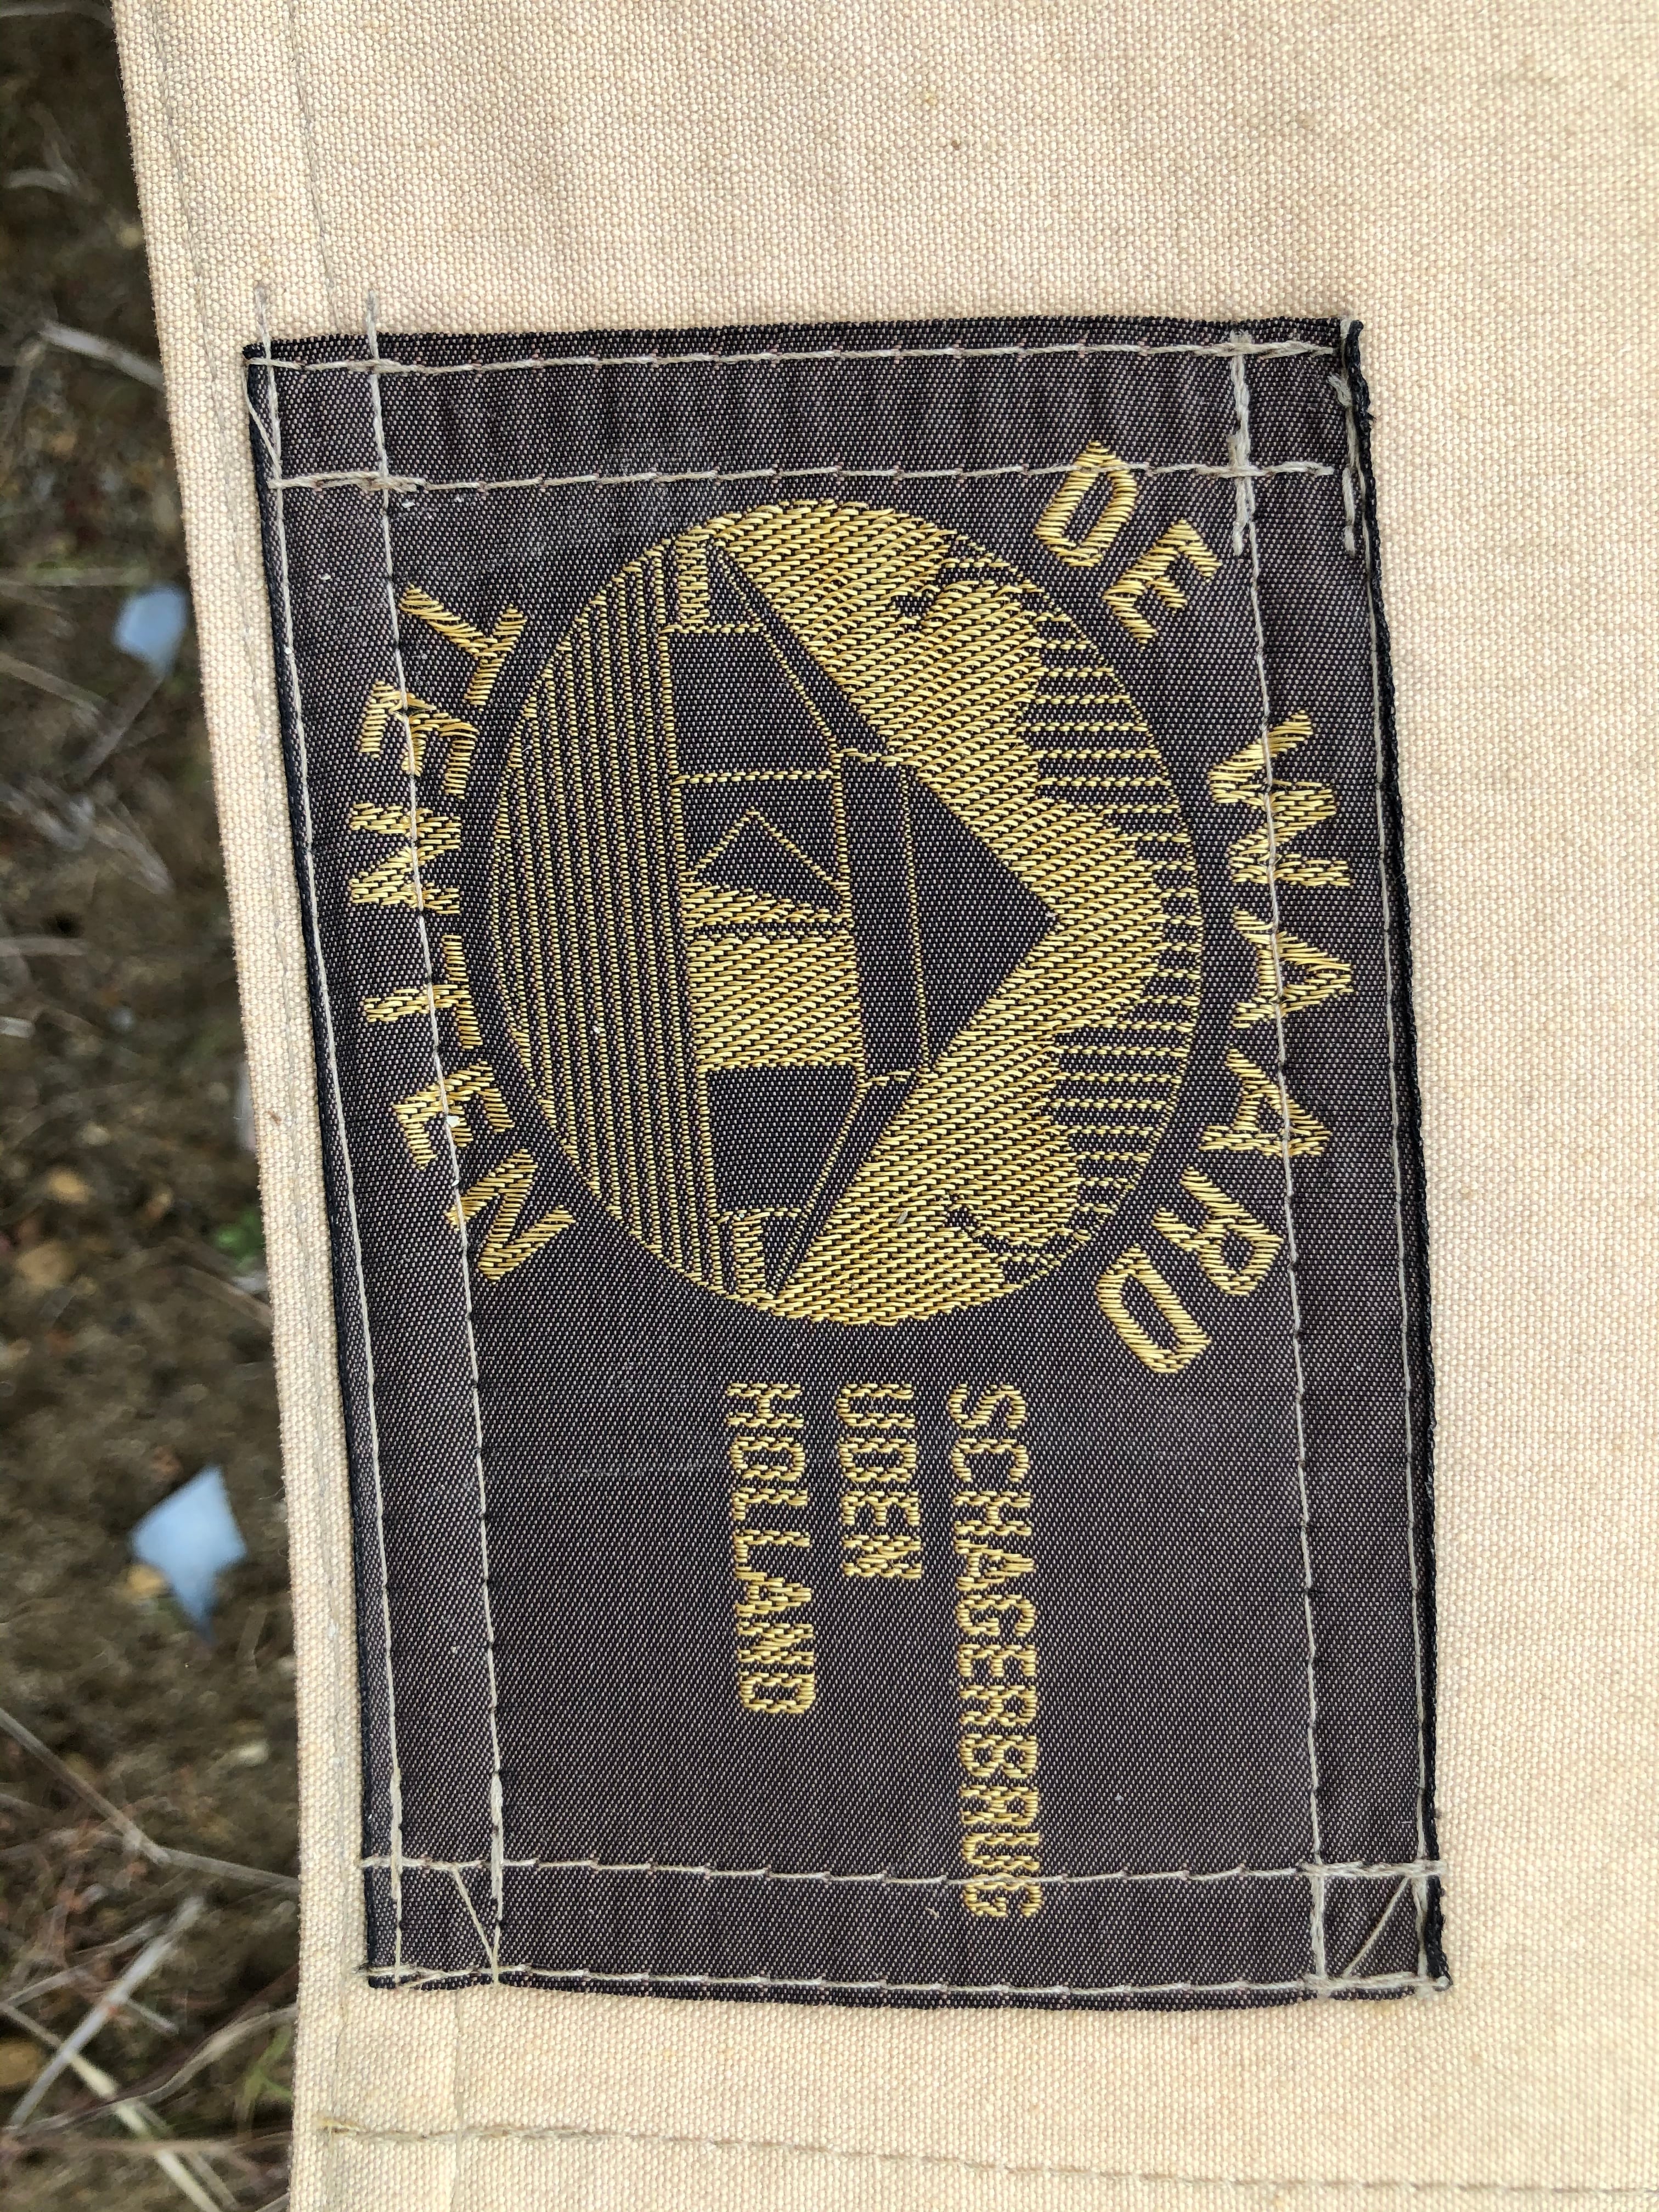 DE WAARD
TENTEN
SCHAGERBRUG
UDEN
HOLLAND